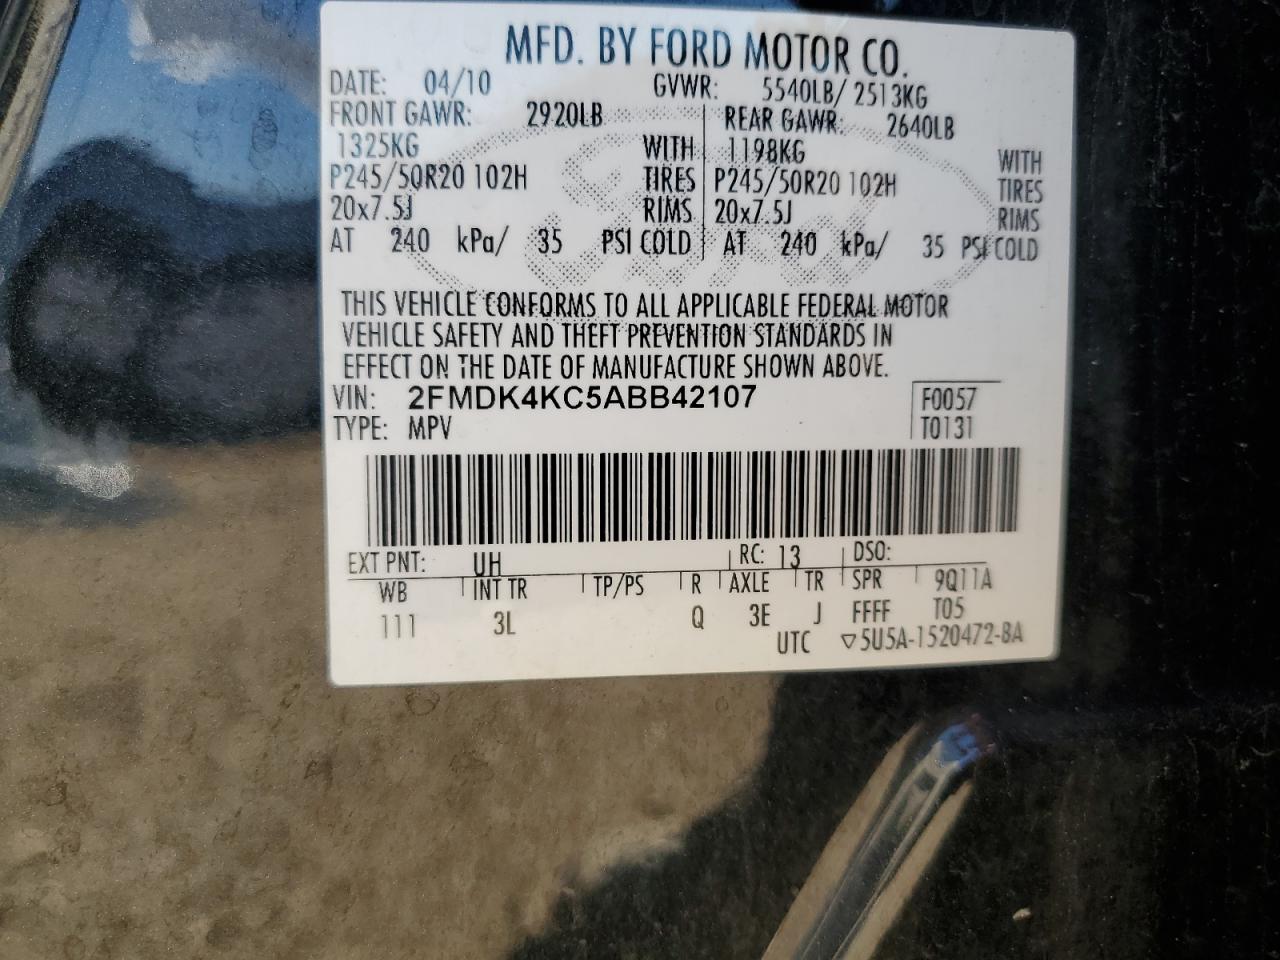 MFD. BY FORD MOTOR CO.
DATE: 04/10 GVWR: 5540LB/ 2513KG
FRONT GAWR: 2920LB REAR GAWR: 2640LB
1325KG WITH 1198KG WITH
P245/50R20 102H TIRES P245/50R20 102H TIRES
20x7.5J RIMS 20x7.5J RIMS
AT 240 kPa/ 35 PSI COLD AT 240 kPa/ 35 PSI COLD
THIS VEHICLE CONFORMS TO ALL APPLICABLE FEDERAL MOTOR
VEHICLE SAFETY AND THEFT PREVENTION STANDARDS IN
EFFECT ON THE DATE OF MANUFACTURE SHOWN ABOVE.
VIN: 2FMDK4KC5ABB42107 F0057
TYPE: MPV T0131
EXT PNT: UH RC: 13 DSO:
WB INT TR TP/PS R AXLE TR SPR 9Q11A
111 3L Q 3E J FFFF T05
UTC ▽5U5A-1520472-BA